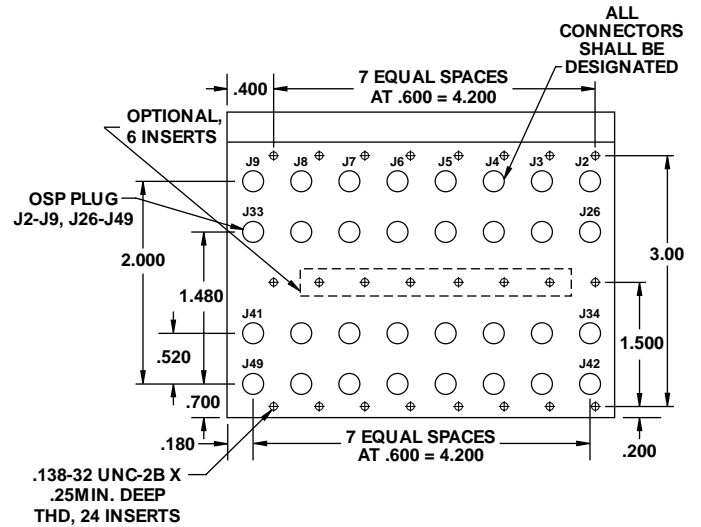 ALL
CONNECTORS
SHALL BE
DESIGNATED
7 EQUAL SPACES
AT .600 = 4.200
.400
OPTIONAL,
6 INSERTS
J9 J8 J7 J6 J5 J4 J3 J2
OSP PLUG
J2-J9, J26-J49
J33 J26
2.000
3.00
1.480
J41 J34
1.500
.520
J49 J42
.700
.180
7 EQUAL SPACES
AT .600 = 4.200
.200
.138-32 UNC-2B X
.25MIN. DEEP
THD, 24 INSERTS